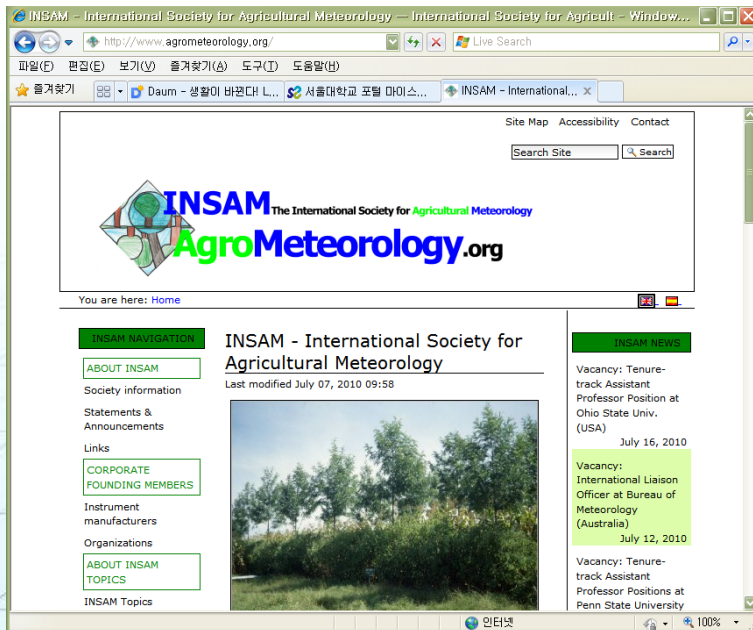 INSAM - International Society for Agricultural Meteorology — International Society for Agricult - Window...
http://www.agrometeorology.org/
Live Search
파일(F) 편집(E) 보기(V) 즐겨찾기(A) 도구(T) 도움말(H)
즐겨찾기
Daum - 생활이 바뀐다! L...
서울대학교 포털 마이스...
INSAM - International...
Site Map Accessibility Contact
Search Site Search
INSAM The International Society for Agricultural Meteorology
AgroMeteorology.org
You are here: Home
INSAM NAVIGATION
ABOUT INSAM
Society information
Statements &
Announcements
Links
CORPORATE
FOUNDING MEMBERS
Instrument
manufacturers
Organizations
ABOUT INSAM
TOPICS
INSAM Topics
INSAM - International Society for
Agricultural Meteorology
Last modified July 07, 2010 09:58
INSAM NEWS
Vacancy: Tenure-
track Assistant
Professor Position at
Ohio State Univ.
(USA)
July 16, 2010
Vacancy:
International Liaison
Officer at Bureau of
Meteorology
(Australia)
July 12, 2010
Vacancy: Tenure-
track Assistant
Professor Positions at
Penn State University
인터넷
100%